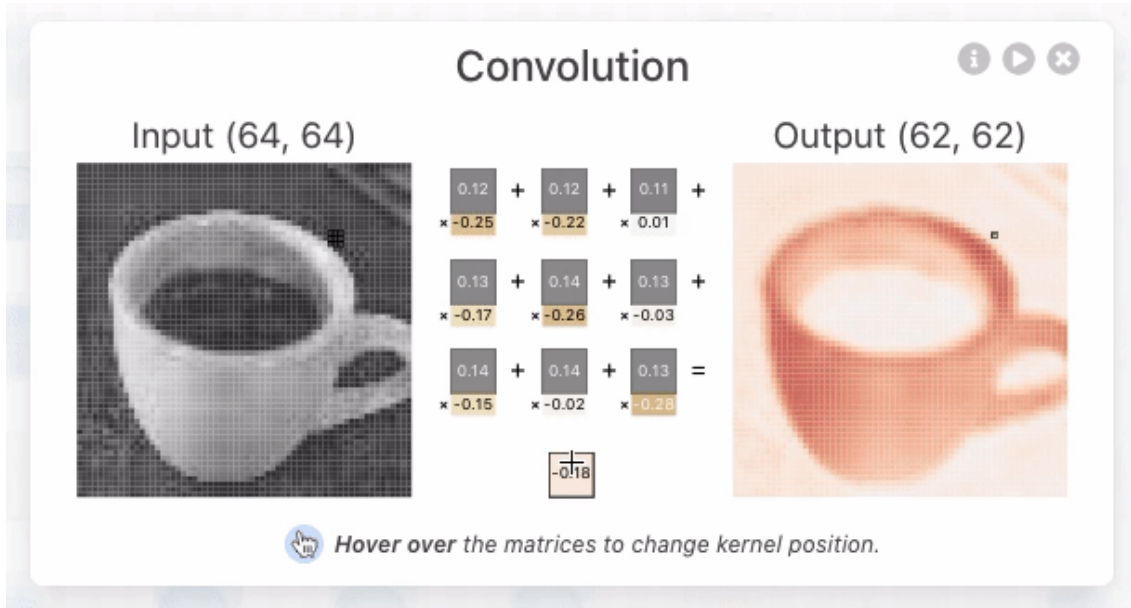 Convolution
Input (64, 64)
Output (62, 62)
0.12 + 0.12 + 0.11 +
× -0.25 × -0.22 × 0.01
0.13 + 0.14 + 0.13 +
× -0.17 × -0.26 × -0.03
0.14 + 0.14 + 0.13 =
× -0.15 × -0.02 × -0.28
-0.18
Hover over the matrices to change kernel position.